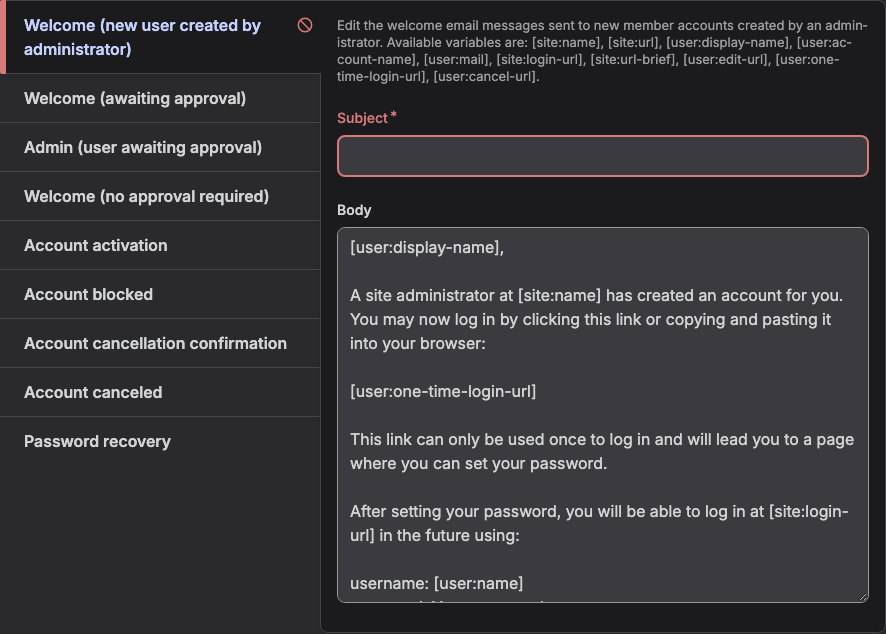 Welcome (new user created by
administrator)
Welcome (awaiting approval)
Admin (user awaiting approval)
Welcome (no approval required)
Account activation
Account blocked
Account cancellation confirmation
Account canceled
Password recovery
Edit the welcome email messages sent to new member accounts created by an admin-
istrator. Available variables are: [site:name], [site:url], [user:display-name], [user:ac-
count-name], [user:mail], [site:login-url], [site:url-brief], [user:edit-url], [user:one-
time-login-url], [user:cancel-url].
Subject*
Body
[user:display-name],
A site administrator at [site:name] has created an account for you.
You may now log in by clicking this link or copying and pasting it
into your browser:
[user:one-time-login-url]
This link can only be used once to log in and will lead you to a page
where you can set your password.
After setting your password, you will be able to log in at [site:login-
url] in the future using:
username: [user:name]